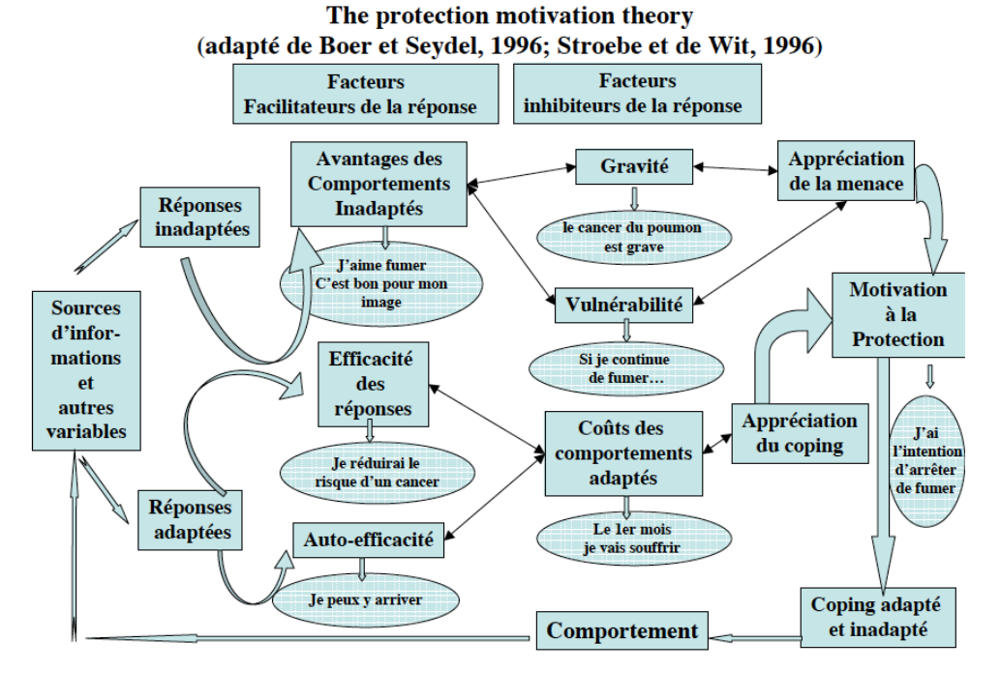 The protection motivation theory
(adapté de Boer et Seydel, 1996; Stroebe et de Wit, 1996)
Facteurs
Facilitateurs de la réponse
Facteurs
inhibiteurs de la réponse
Avantages des
Comportements
Inadaptés
Gravité
Appréciation
de la menace
Réponses
inadaptées
le cancer du poumon
est grave
J'aime fumer
C'est bon pour mon
image
Sources
d'infor-
mations
et
autres
variables
Vulnérabilité
Motivation
à la
Protection
Efficacité
des
réponses
Si je continue
de fumer…
Coûts des
comportements
adaptés
Appréciation
du coping
J'ai
l'intention
d'arrêter
de fumer
Je réduirai le
risque d'un cancer
Réponses
adaptées
Auto-efficacité
Le 1er mois
je vais souffrir
Je peux y arriver
Coping adapté
et inadapté
Comportement